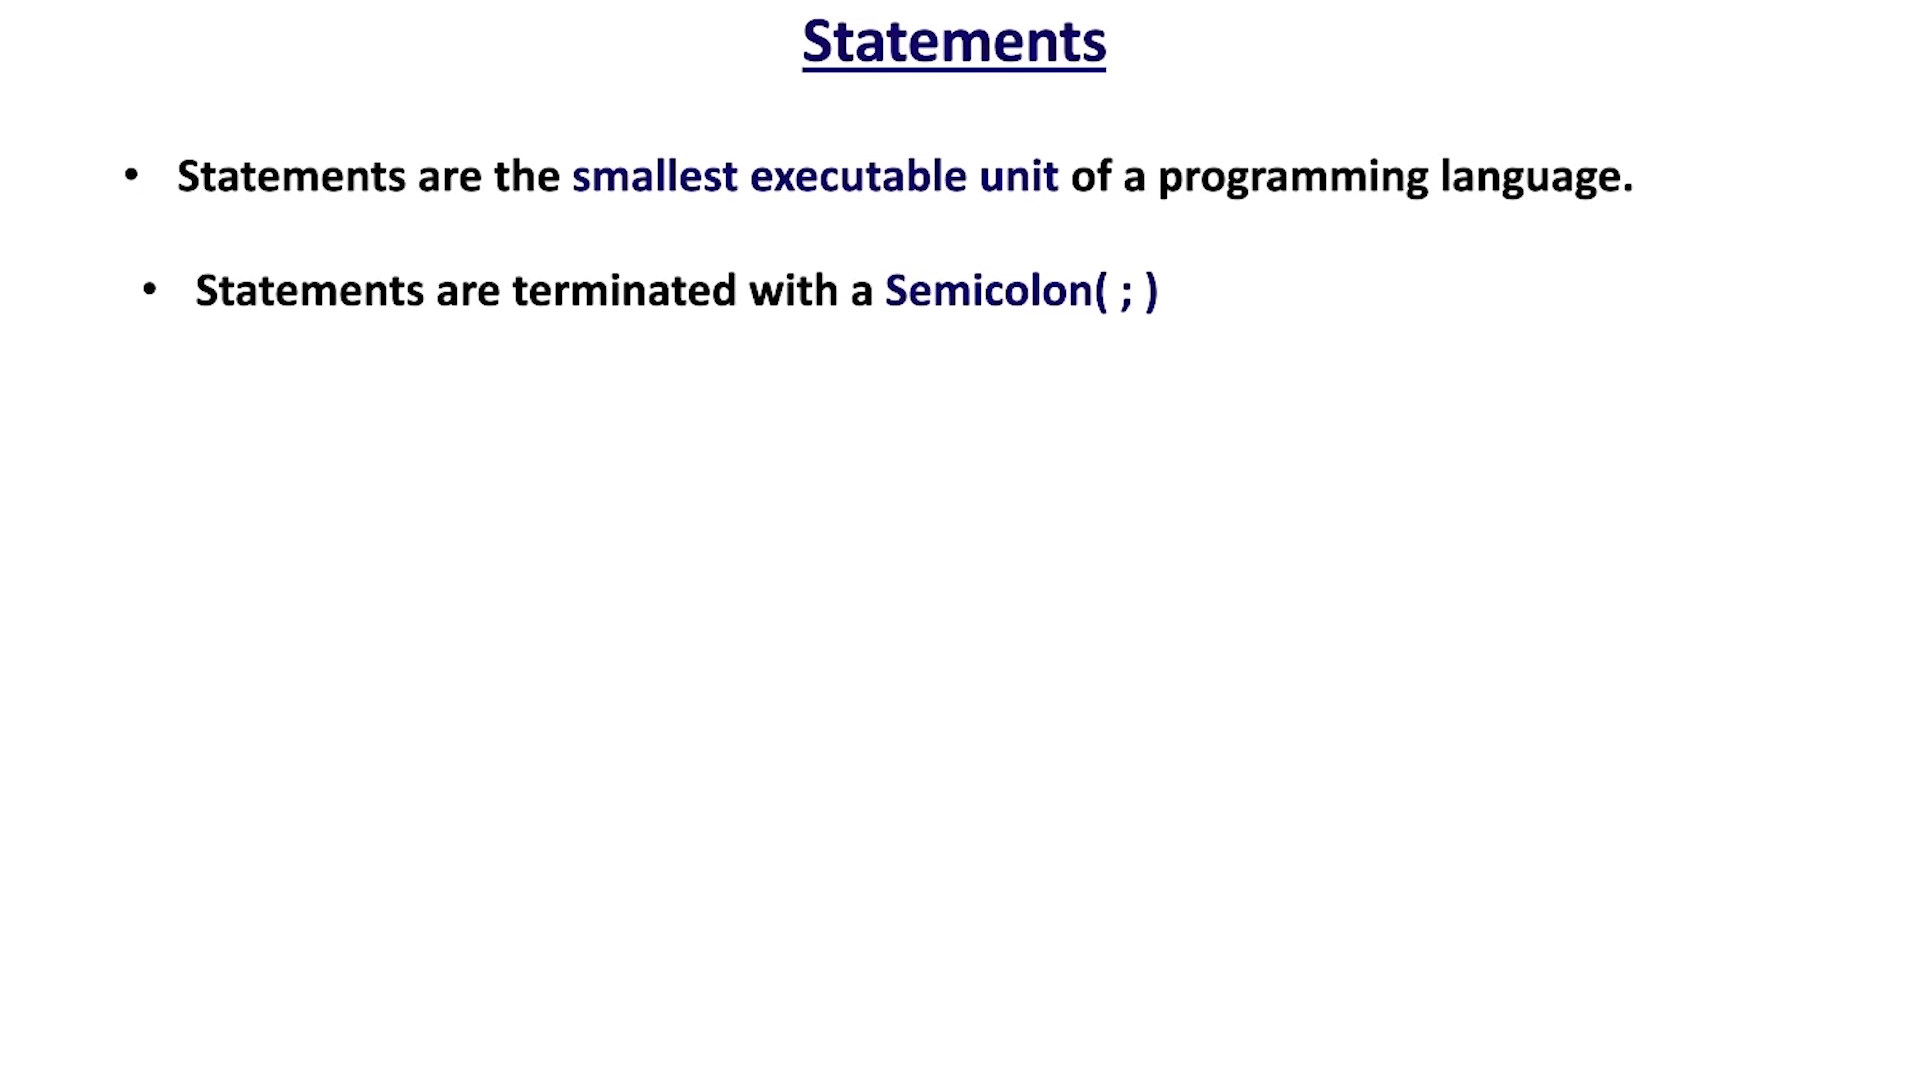 Statements
• Statements are the smallest executable unit of a programming language.
• Statements are terminated with a Semicolon( ; )